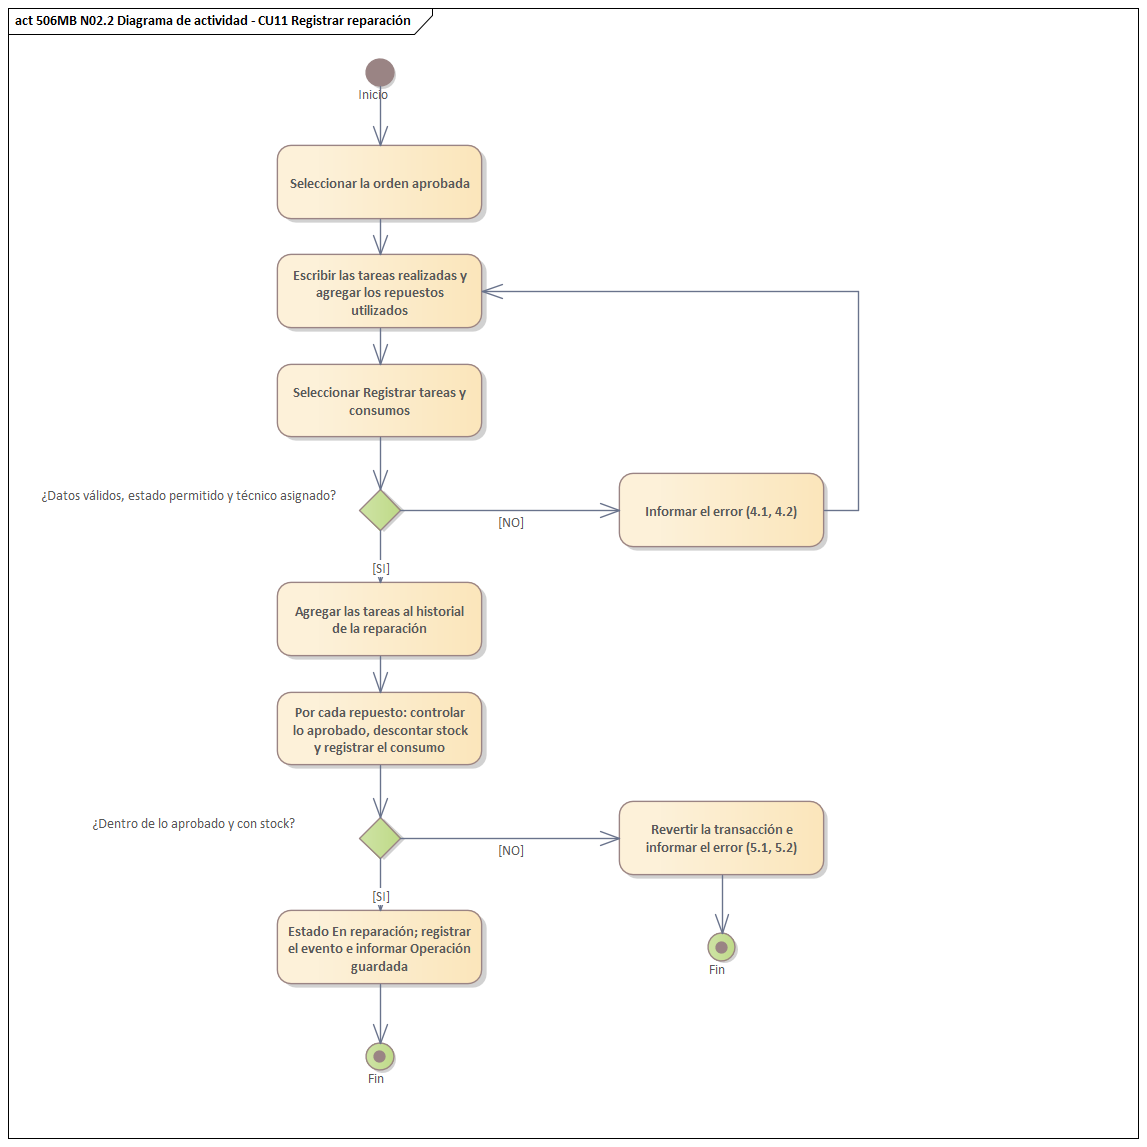 act 506MB N02.2 Diagrama de actividad - CU11 Registrar reparación
Inicio
Seleccionar la orden aprobada
Escribir las tareas realizadas y
agregar los repuestos
utilizados
Seleccionar Registrar tareas y
consumos
¿Datos válidos, estado permitido y técnico asignado?
[NO]
Informar el error (4.1, 4.2)
[SI]
Agregar las tareas al historial
de la reparación
Por cada repuesto: controlar
lo aprobado, descontar stock
y registrar el consumo
¿Dentro de lo aprobado y con stock?
[NO]
Revertir la transacción e
informar el error (5.1, 5.2)
[SI]
Estado En reparación; registrar
el evento e informar Operación
guardada
Fin
Fin